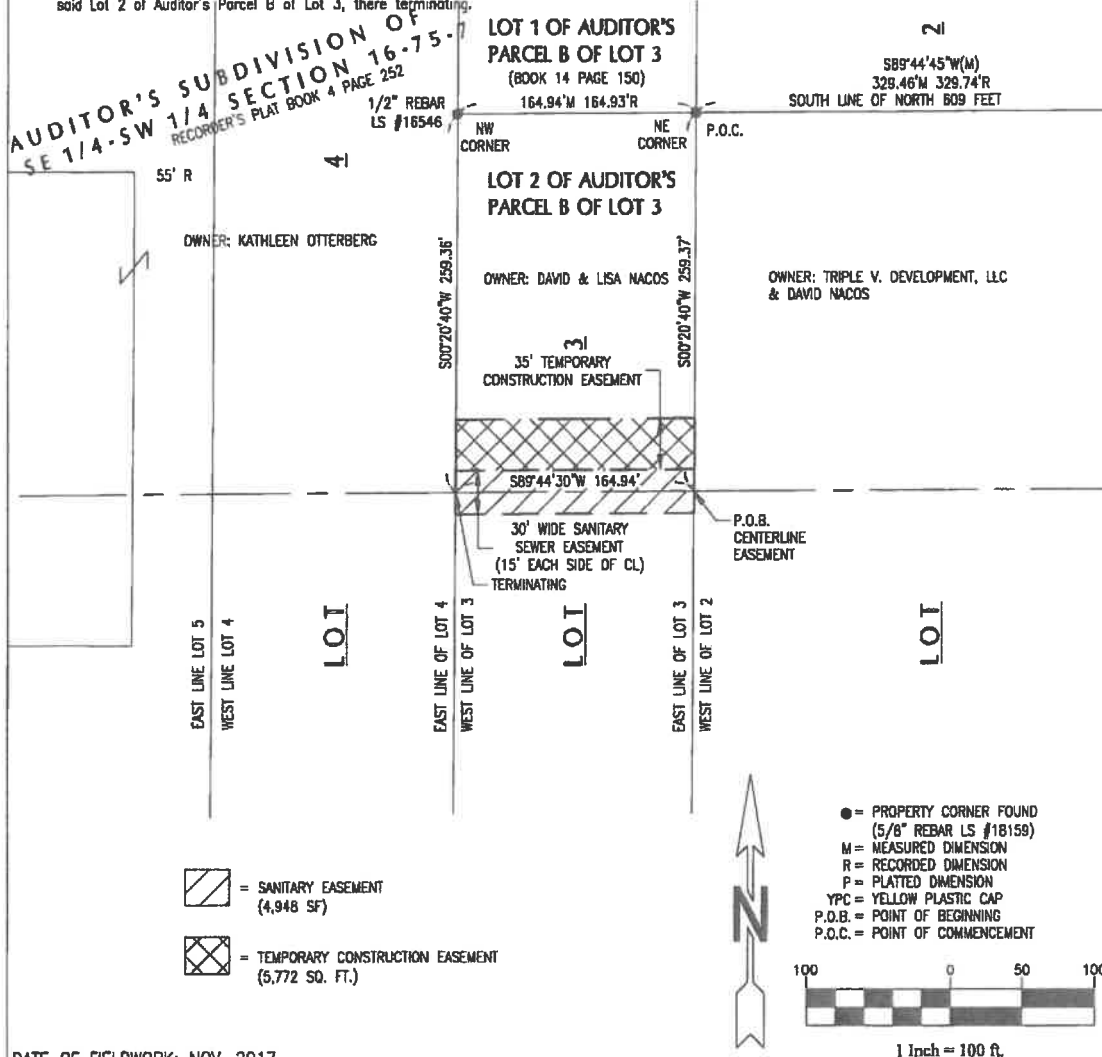 said Lot 2 of Auditor's Parcel B of Lot 3, there terminating.
AUDITOR'S SUBDIVISION OF
SE 1/4-SW 1/4 SECTION 16-75-
RECORDER'S PLAT BOOK 4 PAGE 252
LOT 1 OF AUDITOR'S
PARCEL B OF LOT 3
(BOOK 14 PAGE 150)
164.94'M 164.93'R
2
S89°44'45"W(M)
329.46'M 329.74'R
SOUTH LINE OF NORTH 609 FEET
1/2" REBAR
LS #16546
NW
CORNER
NE
CORNER
P.O.C.
55' R
4
LOT 2 OF AUDITOR'S
PARCEL B OF LOT 3
OWNER: KATHLEEN OTTERBERG
S00°20'40"W 259.36'
OWNER: DAVID & LISA NACOS
S00°20'40"W 259.37'
OWNER: TRIPLE V. DEVELOPMENT, LLC
& DAVID NACOS
3
35' TEMPORARY
CONSTRUCTION EASEMENT
S89°44'30"W 164.94'
30' WIDE SANITARY
SEWER EASEMENT
(15' EACH SIDE OF CL)
TERMINATING
P.O.B.
CENTERLINE
EASEMENT
EAST LINE LOT 5
WEST LINE LOT 4
LOT
EAST LINE OF LOT 4
WEST LINE OF LOT 3
LOT
EAST LINE OF LOT 3
WEST LINE OF LOT 2
LOT
= SANITARY EASEMENT
(4,948 SF)
= TEMPORARY CONSTRUCTION EASEMENT
(5,772 SQ. FT.)
N
● = PROPERTY CORNER FOUND
(5/8" REBAR LS #18159)
M = MEASURED DIMENSION
R = RECORDED DIMENSION
P = PLATTED DIMENSION
YPC = YELLOW PLASTIC CAP
P.O.B. = POINT OF BEGINNING
P.O.C. = POINT OF COMMENCEMENT
100 0 50 100
1 Inch = 100 ft.
DATE OF FIELDWORK: NOV. 2017